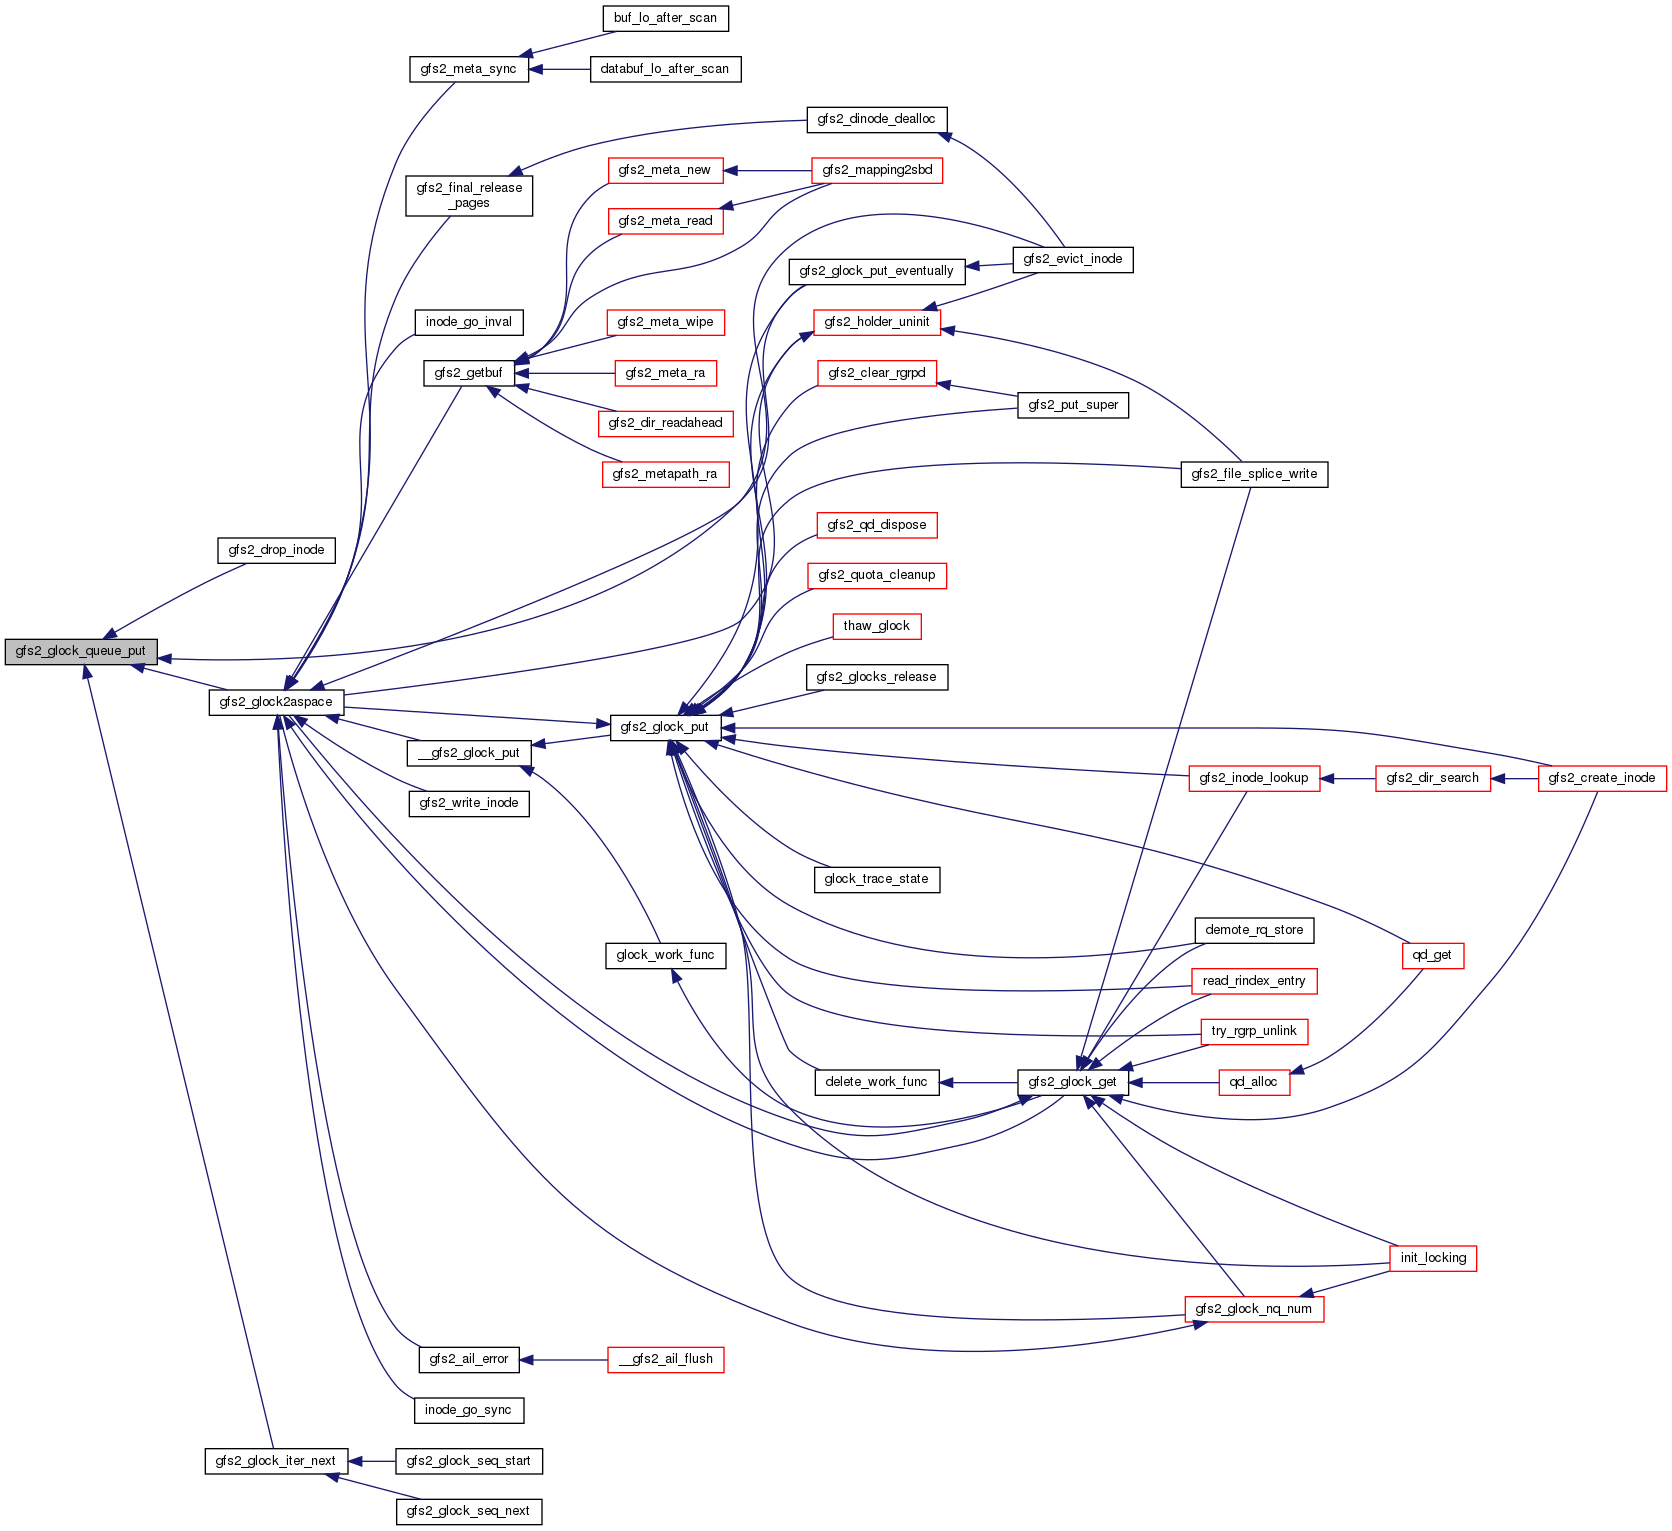 buf_lo_after_scan
gfs2_meta_sync
databuf_lo_after_scan
gfs2_dinode_dealloc
gfs2_meta_new
gfs2_mapping2sbd
gfs2_final_release
_pages
gfs2_meta_read
gfs2_evict_inode
gfs2_glock_put_eventually
inode_go_inval
gfs2_meta_wipe
gfs2_holder_uninit
gfs2_getbuf
gfs2_meta_ra
gfs2_clear_rgrpd
gfs2_put_super
gfs2_dir_readahead
gfs2_metapath_ra
gfs2_file_splice_write
gfs2_qd_dispose
gfs2_drop_inode
gfs2_quota_cleanup
thaw_glock
gfs2_glock_queue_put
gfs2_glocks_release
gfs2_glock2aspace
gfs2_glock_put
__gfs2_glock_put
gfs2_inode_lookup
gfs2_dir_search
gfs2_create_inode
gfs2_write_inode
glock_trace_state
demote_rq_store
glock_work_func
qd_get
read_rindex_entry
try_rgrp_unlink
delete_work_func
gfs2_glock_get
qd_alloc
init_locking
gfs2_glock_nq_num
gfs2_ail_error
__gfs2_ail_flush
inode_go_sync
gfs2_glock_iter_next
gfs2_glock_seq_start
gfs2_glock_seq_next